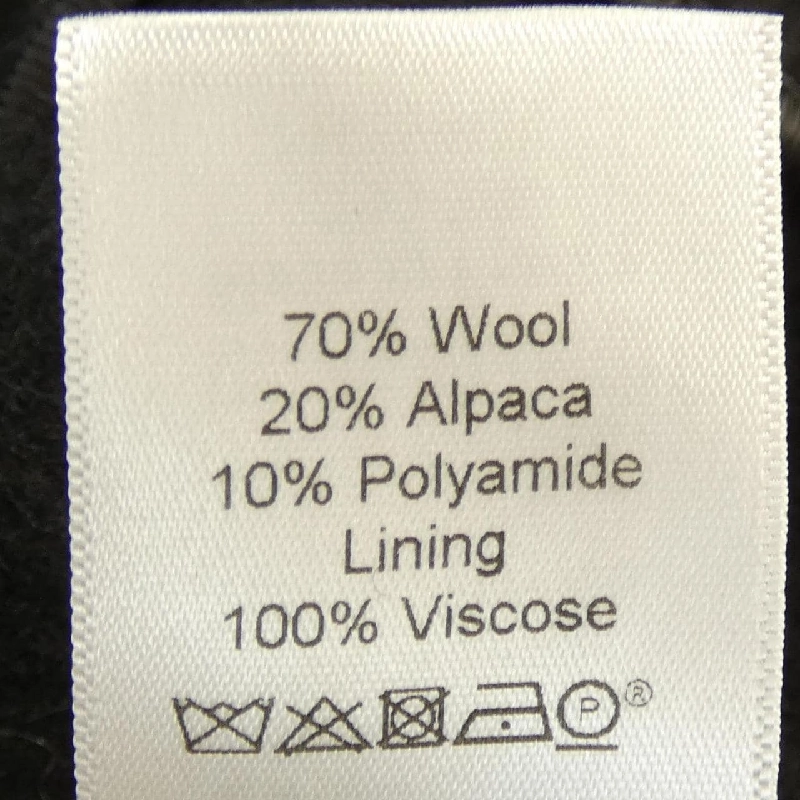 70% Wool
20% Alpaca
10% Polyamide
Lining
100% Viscose
P ®